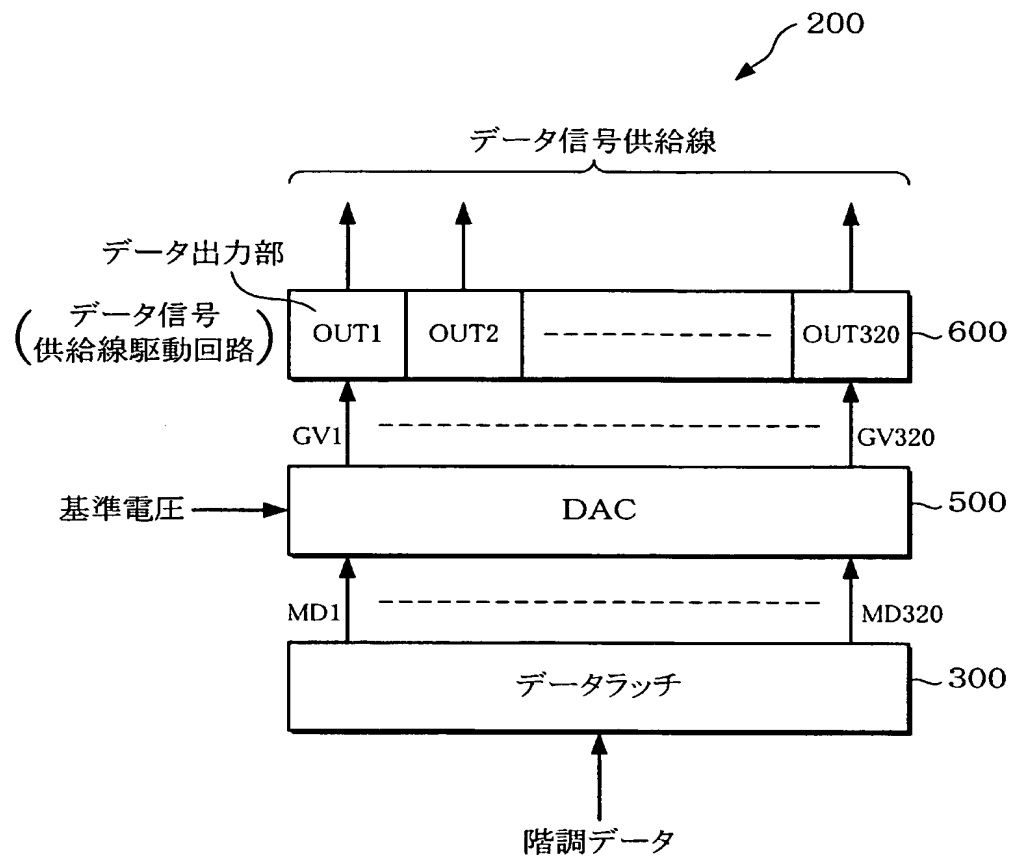 200
データ信号供給線
データ出力部
(データ信号
供給線駆動回路)
OUT1
OUT2
OUT320
600
GV1
GV320
基準電圧
DAC
500
MD1
MD320
データラッチ
300
階調データ